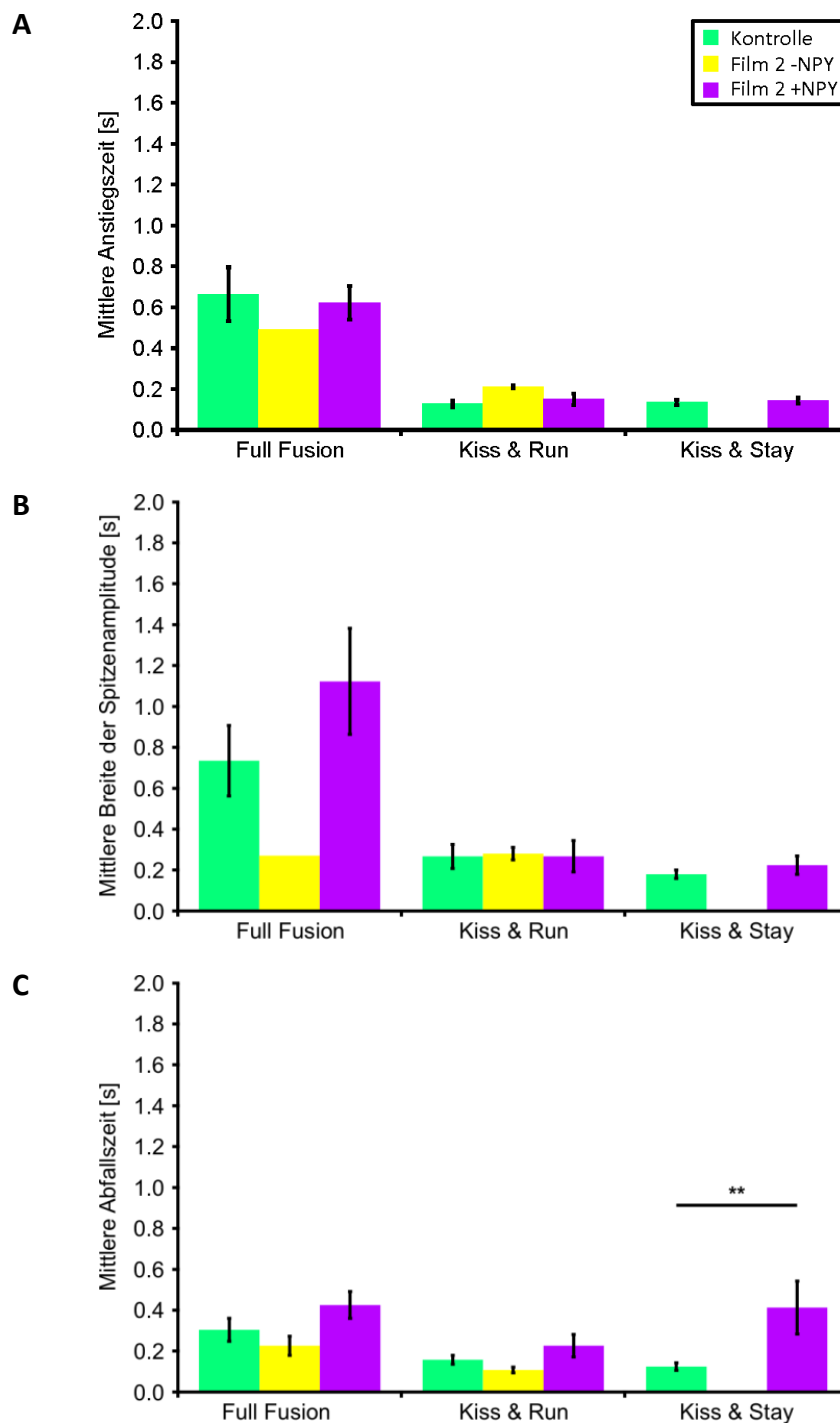 A
Mittlere Anstiegszeit [s]
2.0
1.8
1.6
1.4
1.2
1.0
0.8
0.6
0.4
0.2
0.0
Kontrolle
Film 2 -NPY
Film 2 +NPY
Full Fusion Kiss & Run Kiss & Stay
B
Mittlere Breite der Spitzenamplitude [s]
2.0
1.8
1.6
1.4
1.2
1.0
0.8
0.6
0.4
0.2
0.0
Full Fusion Kiss & Run Kiss & Stay
C
Mittlere Abfallszeit [s]
2.0
1.8
1.6
1.4
1.2
1.0
0.8
0.6
0.4
0.2
0.0
**
Full Fusion Kiss & Run Kiss & Stay